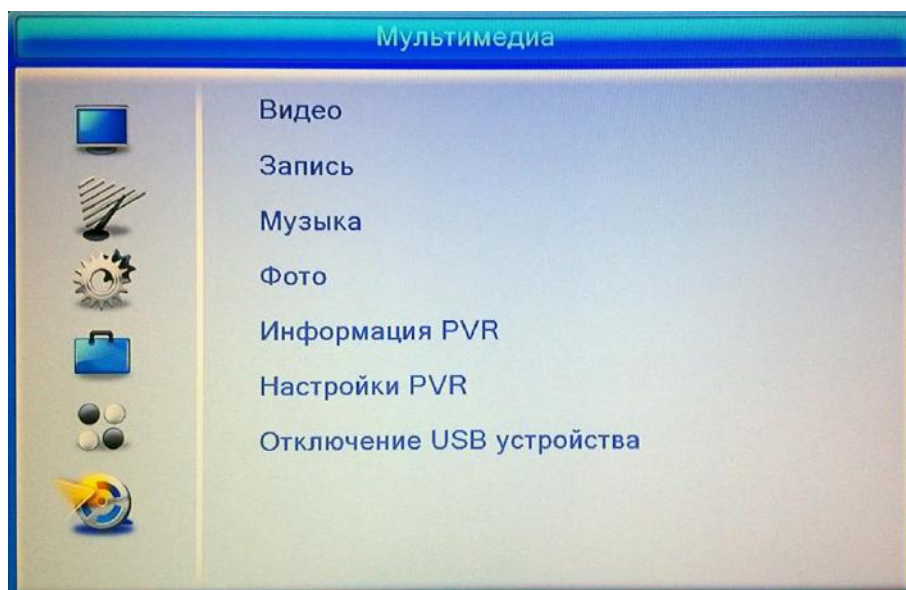 Мультимедиа
Видео
Запись
Музыка
Фото
Информация PVR
Настройки PVR
Отключение USB устройства